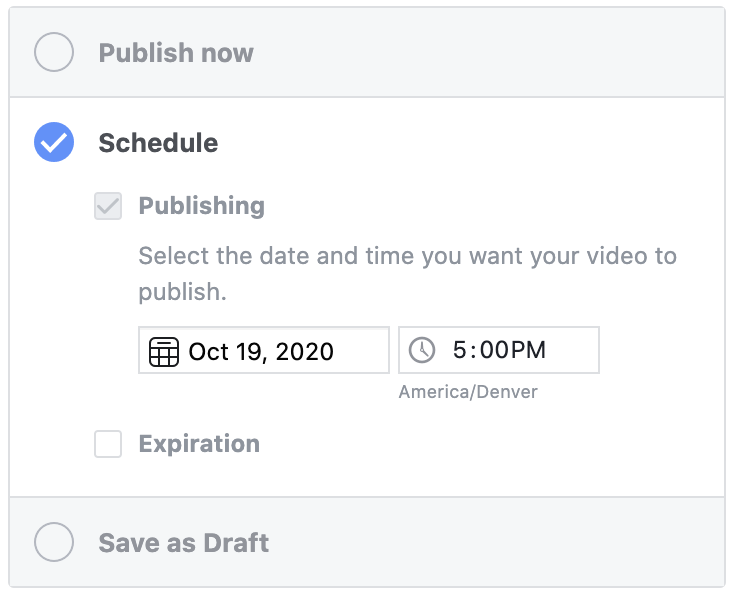 Publish now
Schedule
Publishing
Select the date and time you want your video to
publish.
Oct 19, 2020 5:00PM
America/Denver
Expiration
Save as Draft